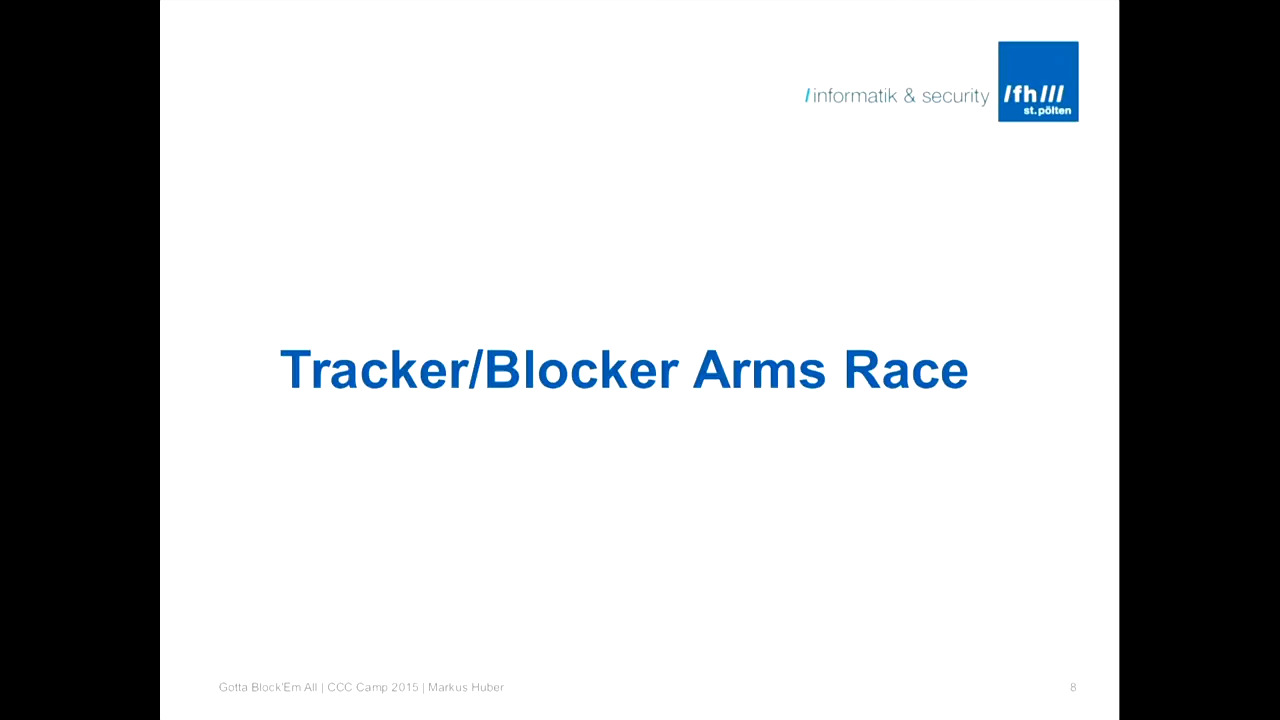 /informatik & security
/fh///
st.pölten
Tracker/Blocker Arms Race
Gotta Block'Em All | CCC Camp 2015 | Markus Huber
8